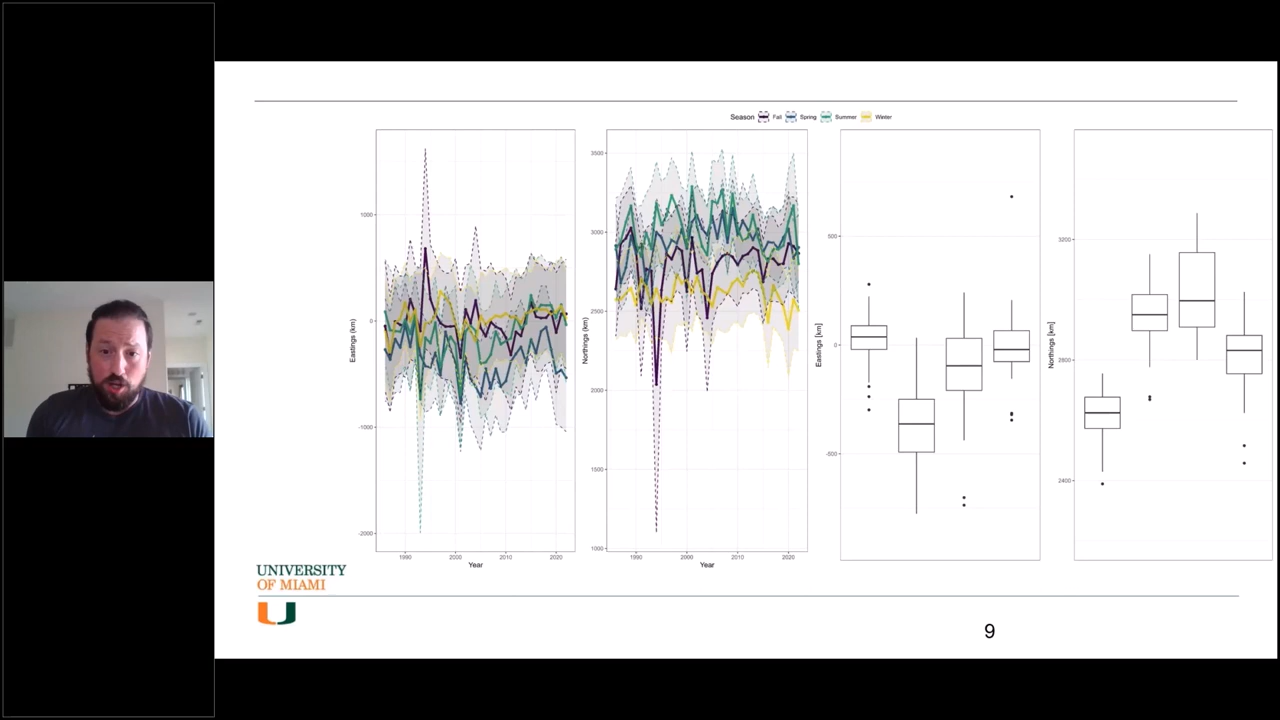 Season Fall Spring Summer Winter
Eastings (km)
1000
0
-1000
-2000
1990 2000 2010 2020
Year
Northings (km)
3500
3000
2500
2000
1500
1000
1990 2000 2010 2020
Year
Eastings [km]
500
0
-500
Northings [km]
3200
2800
2400
UNIVERSITY
OF MIAMI
9